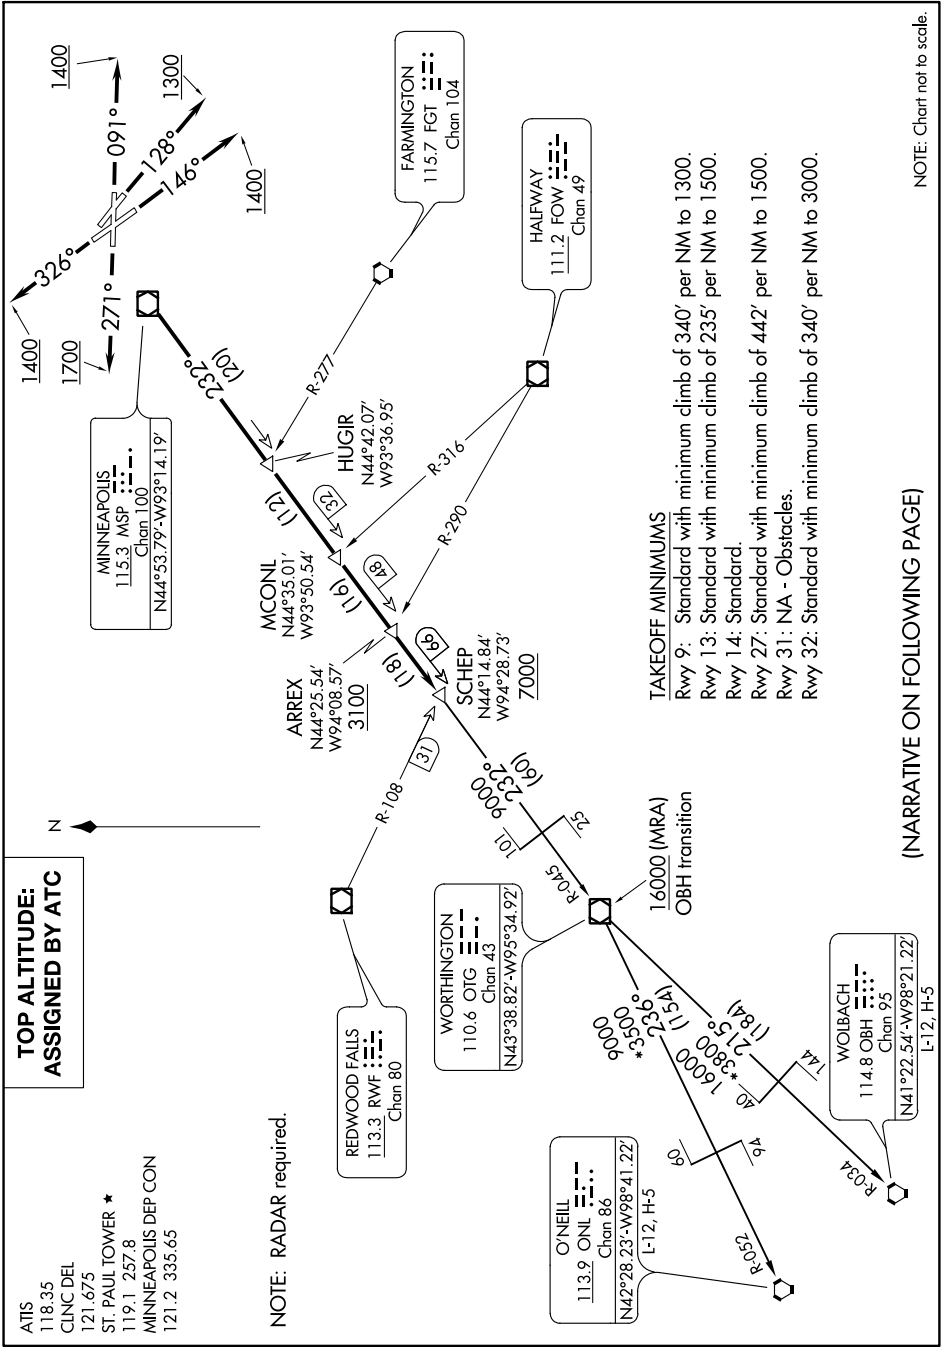 TOP ALTITUDE:
ASSIGNED BY ATC
ATIS
118.35
CLNC DEL
121.675
ST. PAUL TOWER ★
119.1 257.8
MINNEAPOLIS DEP CON
121.2 335.65
NOTE: RADAR required.
N
1400
326°
1700
271°
091°
1400
128°
1300
146°
1400
MINNEAPOLIS
115.3 MSP
Chan 100
N44°53.79'-W93°14.19'
232°
(20)
FARMINGTON
115.7 FGT
Chan 104
R-277
HUGIR
N44°42.07'
W93°36.95'
(12)
32
HALFWAY
111.2 FOW
Chan 49
R-316
R-290
MCONL
N44°35.01'
W93°50.54'
(16)
48
ARREX
N44°25.54'
W94°08.57'
3100
(18)
66
SCHEP
N44°14.84'
W94°28.73'
7000
REDWOOD FALLS
113.3 RWF
Chan 80
R-108
31
9000
232°
(60)
101
25
R-045
WORTHINGTON
110.6 OTG
Chan 43
N43°38.82'-W95°34.92'
16000 (MRA)
OBH transition
9000
*3500
236°
(154)
60
94
R-052
O'NEILL
113.9 ONL
Chan 86
N42°28.23'-W98°41.22'
L-12, H-5
16000
*3800
215°
(184)
40
144
R-034
WOLBACH
114.8 OBH
Chan 95
N41°22.54'-W98°21.22'
L-12, H-5
TAKEOFF MINIMUMS
Rwy 9: Standard with minimum climb of 340' per NM to 1300.
Rwy 13: Standard with minimum climb of 235' per NM to 1500.
Rwy 14: Standard.
Rwy 27: Standard with minimum climb of 442' per NM to 1500.
Rwy 31: NA - Obstacles.
Rwy 32: Standard with minimum climb of 340' per NM to 3000.
(NARRATIVE ON FOLLOWING PAGE)
NOTE: Chart not to scale.